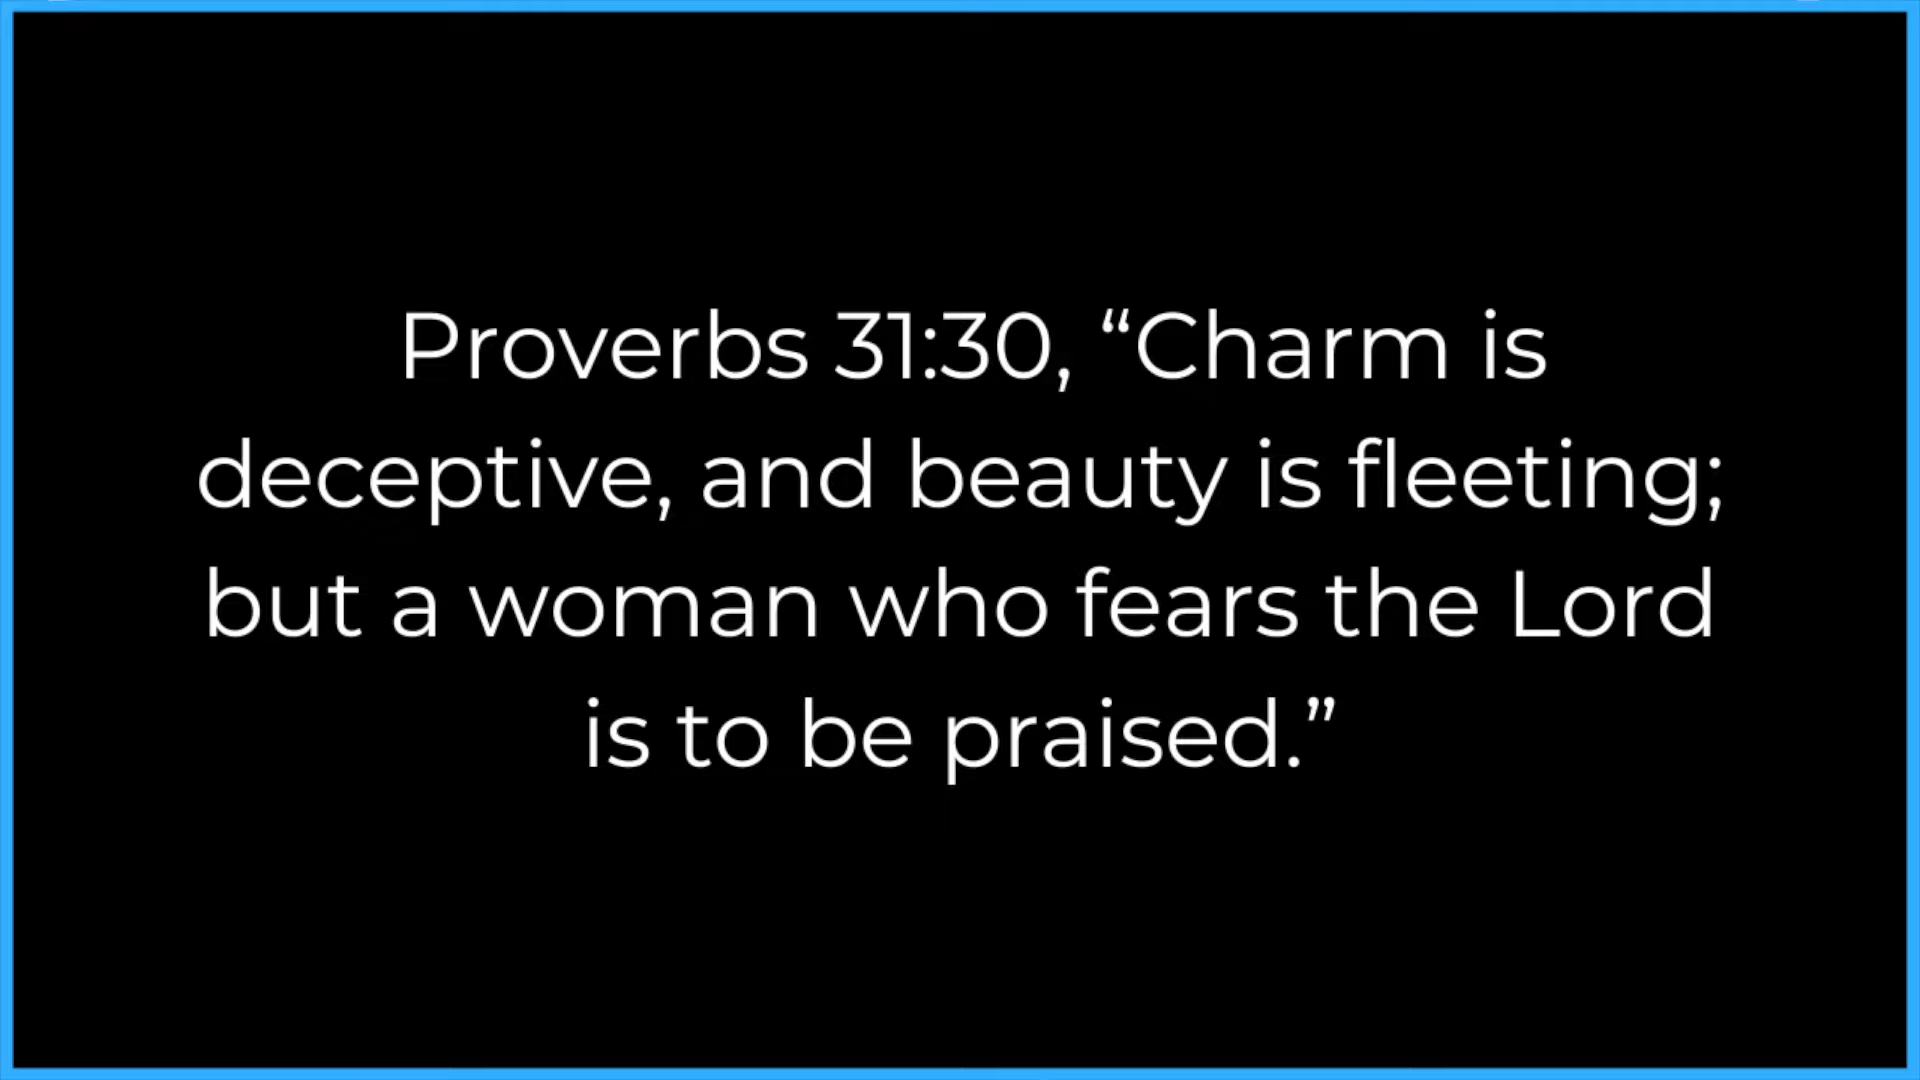 Proverbs 31:30, “Charm is
deceptive, and beauty is fleeting;
but a woman who fears the Lord
is to be praised.”